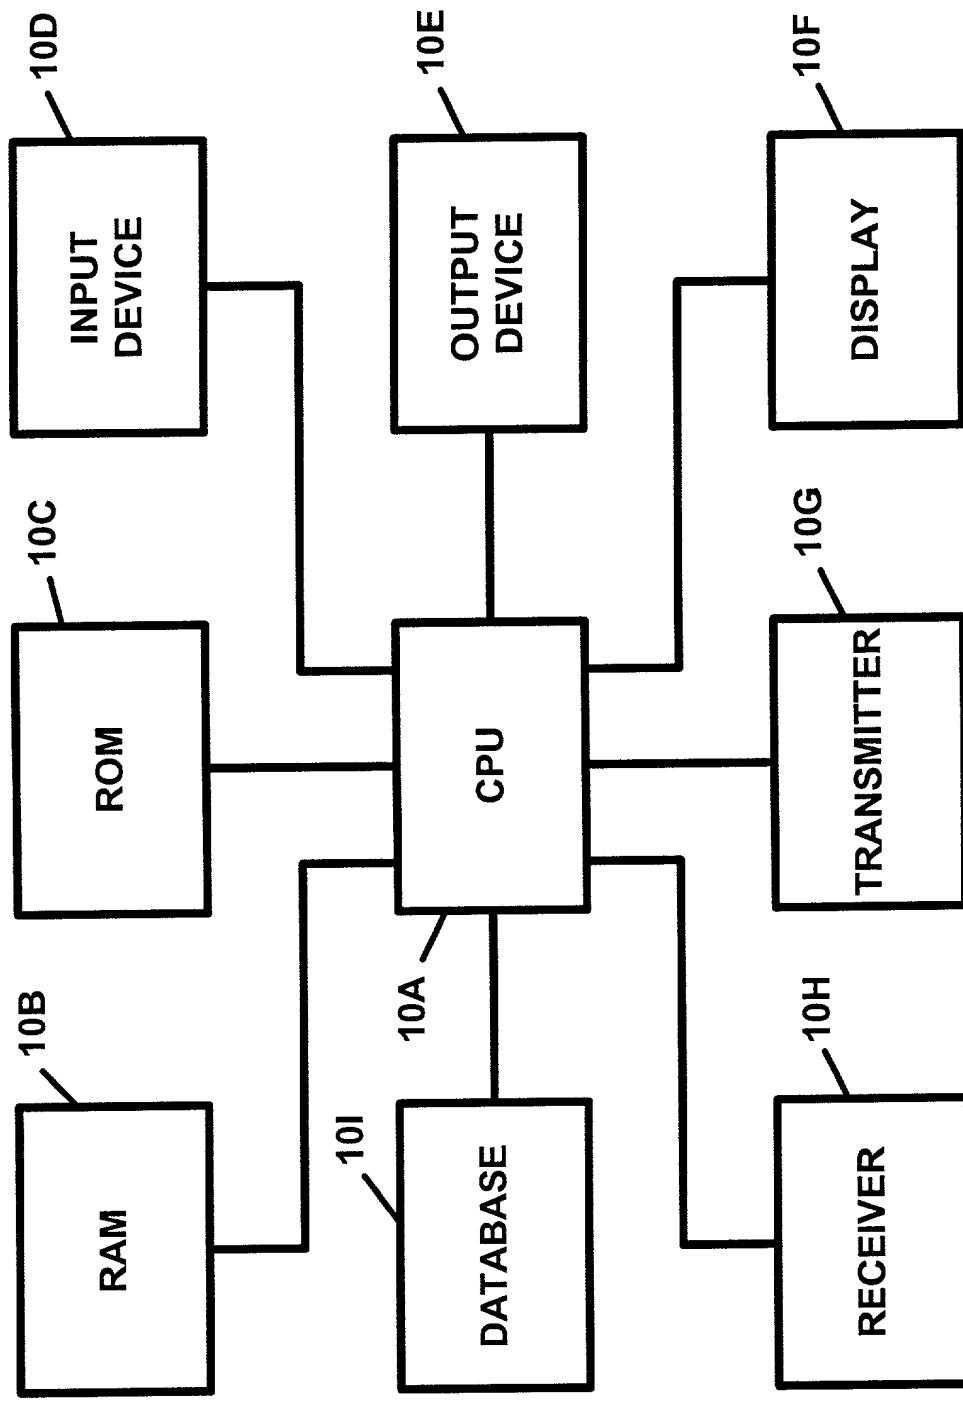 10B
10C
10D
RAM
ROM
INPUT
DEVICE
10I
10A
10E
DATABASE
CPU
OUTPUT
DEVICE
10H
10G
10F
RECEIVER
TRANSMITTER
DISPLAY